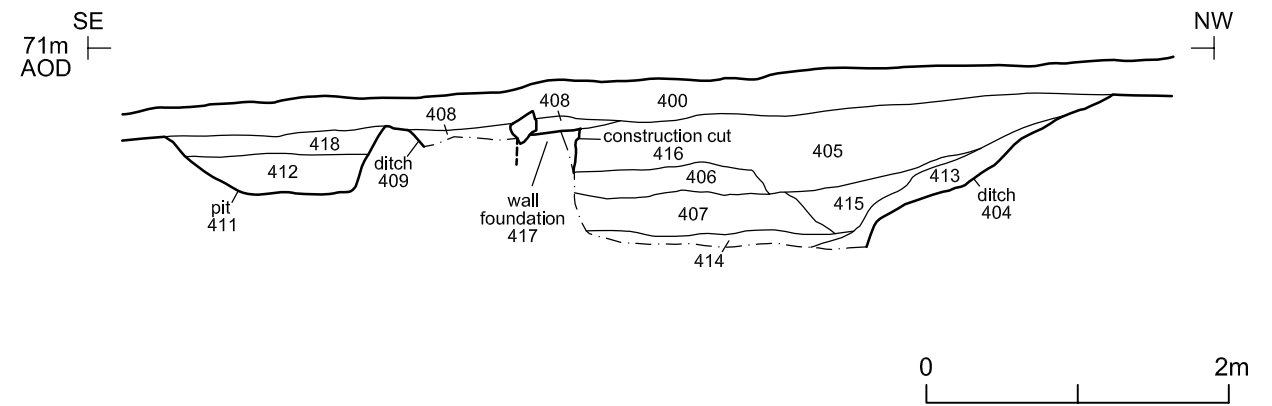 SE
NW
71m
AOD
408
408
400
418
412
ditch
409
construction cut
416
405
406
413
pit
411
wall
foundation
417
407
415
ditch
404
414
0
2m